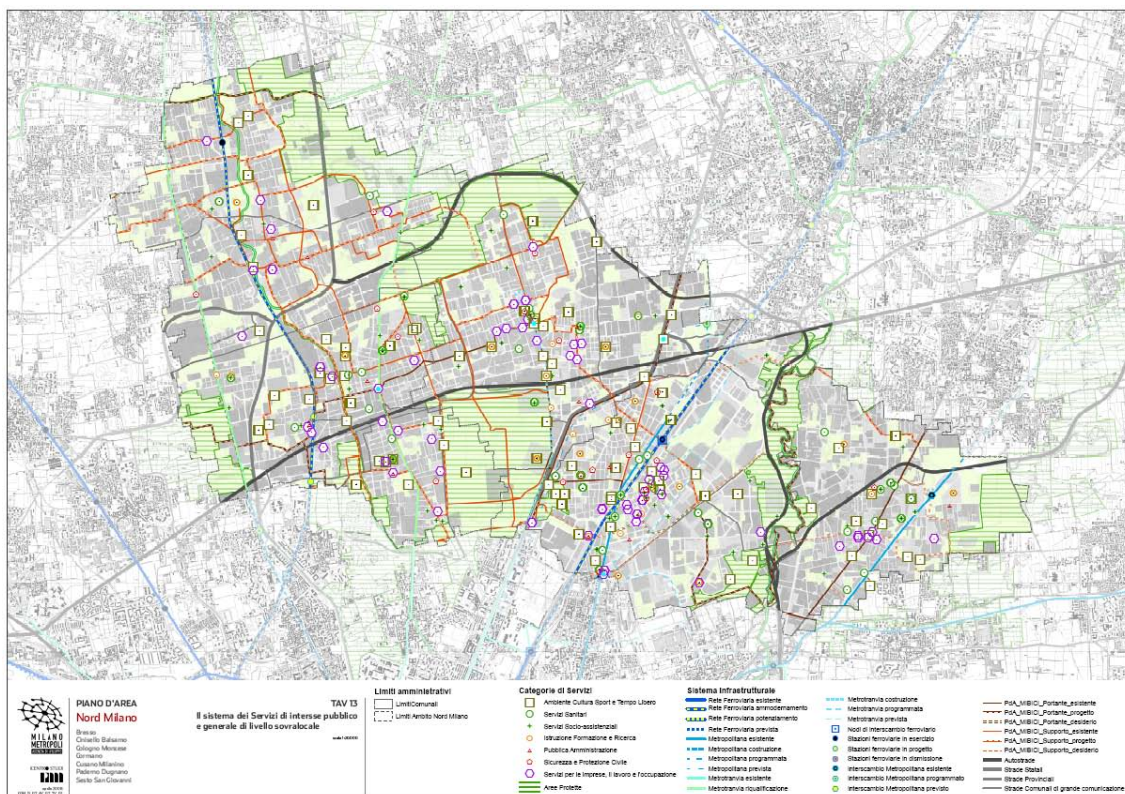 PIANO D'AREA
Nord Milano
Bresso
Cinisello Balsamo
Cologno Monzese
Cormano
Cusano Milanino
Paderno Dugnano
Sesto San Giovanni
MILANO
METROPOLI
CENTRO STUDI
PIM
TAV 13
Il sistema dei Servizi di intersse pubblico
e generale di livello sovralocale
Limiti amministrativi
LimitiComunali
Limiti Ambito Nord Milano
Categorie di Servizi
Ambiente Cultura Sport e Tempo Libero
Servizi Sanitari
Servizi Socio-assistenziali
Istruzione Formazione e Ricerca
Pubblica Amministrazione
Sicurezza e Protezione Civile
Servizi per le Imprese, Il lavoro e l'occupazione
Aree Protette
Sistema Infrastrutturale
Rete Ferroviaria esistente
Rete Ferroviaria ammodernamento
Rete Ferroviaria potenziamento
Rete Ferroviaria prevista
Metropolitana esistente
Metropolitana costruzione
Metropolitana programmata
Metropolitana prevista
Metrotranvia esistente
Metrotranvia riqualificazione
Metrotranvia costruzione
Metrotranvia programmata
Metrotranvia prevista
Nodi di Intercambio ferroviario
Stazioni ferroviarie in esercizio
Stazioni ferroviarie in progetto
Stazioni ferroviarie in dismissione
Interscambio Metropolitana esistente
Interscambio Metropolitana programmato
Interscambio Metropolitana previsto
PdA_MIBICI_Portante_esistente
PdA_MIBICI_Portante_progetto
PdA_MIBICI_Portante_desiderio
PdA_MIBICI_Supporto_esistente
PdA_MIBICI_Supporto_progetto
PdA_MIBICI_Supporto_desiderio
Autostrade
Strade Statali
Strade Provinciali
Strade Comunali di grande comunicazione